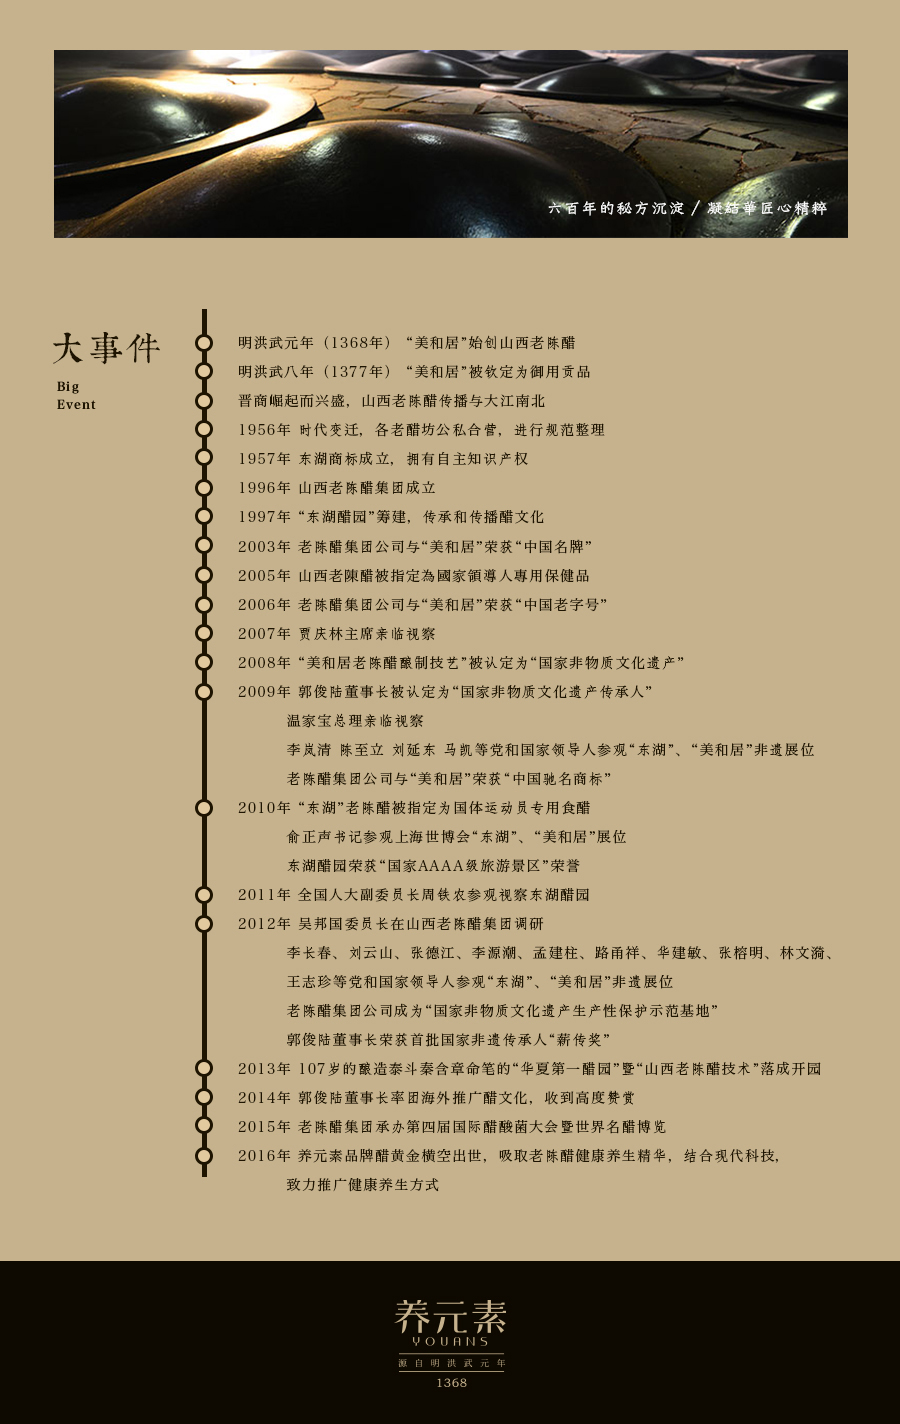 六百年的秘方沉淀 / 凝結華匠心精粹
大事件
Big
Event
明洪武元年（1368年） “美和居”始创山西老陈醋
明洪武八年（1377年） “美和居”被钦定为御用贡品
晋商崛起而兴盛，山西老陈醋传播与大江南北
1956年 时代变迁，各老醋坊公私合营，进行规范整理
1957年 东湖商标成立，拥有自主知识产权
1996年 山西老陈醋集团成立
1997年 “东湖醋园”筹建，传承和传播醋文化
2003年 老陈醋集团公司与“美和居”荣获“中国名牌”
2005年 山西老陳醋被指定為國家領導人專用保健品
2006年 老陈醋集团公司与“美和居”荣获“中国老字号”
2007年 贾庆林主席亲临视察
2008年 “美和居老陈醋酿制技艺”被认定为“国家非物质文化遗产”
2009年 郭俊陆董事长被认定为“国家非物质文化遗产传承人”
温家宝总理亲临视察
李岚清 陈至立 刘延东 马凯等党和国家领导人参观“东湖”、“美和居”非遗展位
老陈醋集团公司与“美和居”荣获“中国驰名商标”
2010年 “东湖”老陈醋被指定为国体运动员专用食醋
俞正声书记参观上海世博会“东湖”、“美和居”展位
东湖醋园荣获“国家AAAA级旅游景区”荣誉
2011年 全国人大副委员长周铁农参观视察东湖醋园
2012年 吴邦国委员长在山西老陈醋集团调研
李长春、刘云山、张德江、李源潮、孟建柱、路甬祥、华建敏、张榕明、林文漪、
王志珍等党和国家领导人参观“东湖”、“美和居”非遗展位
老陈醋集团公司成为“国家非物质文化遗产生产性保护示范基地”
郭俊陆董事长荣获首批国家非遗传承人“薪传奖”
2013年 107岁的酿造泰斗秦含章命笔的“华夏第一醋园”暨“山西老陈醋技术”落成开园
2014年 郭俊陆董事长率团海外推广醋文化，收到高度赞赏
2015年 老陈醋集团承办第四届国际醋酸菌大会暨世界名醋博览
2016年 养元素品牌醋黄金横空出世，吸取老陈醋健康养生精华，结合现代科技，
致力推广健康养生方式
养元素
YOUANS
源自明洪武元年
1368